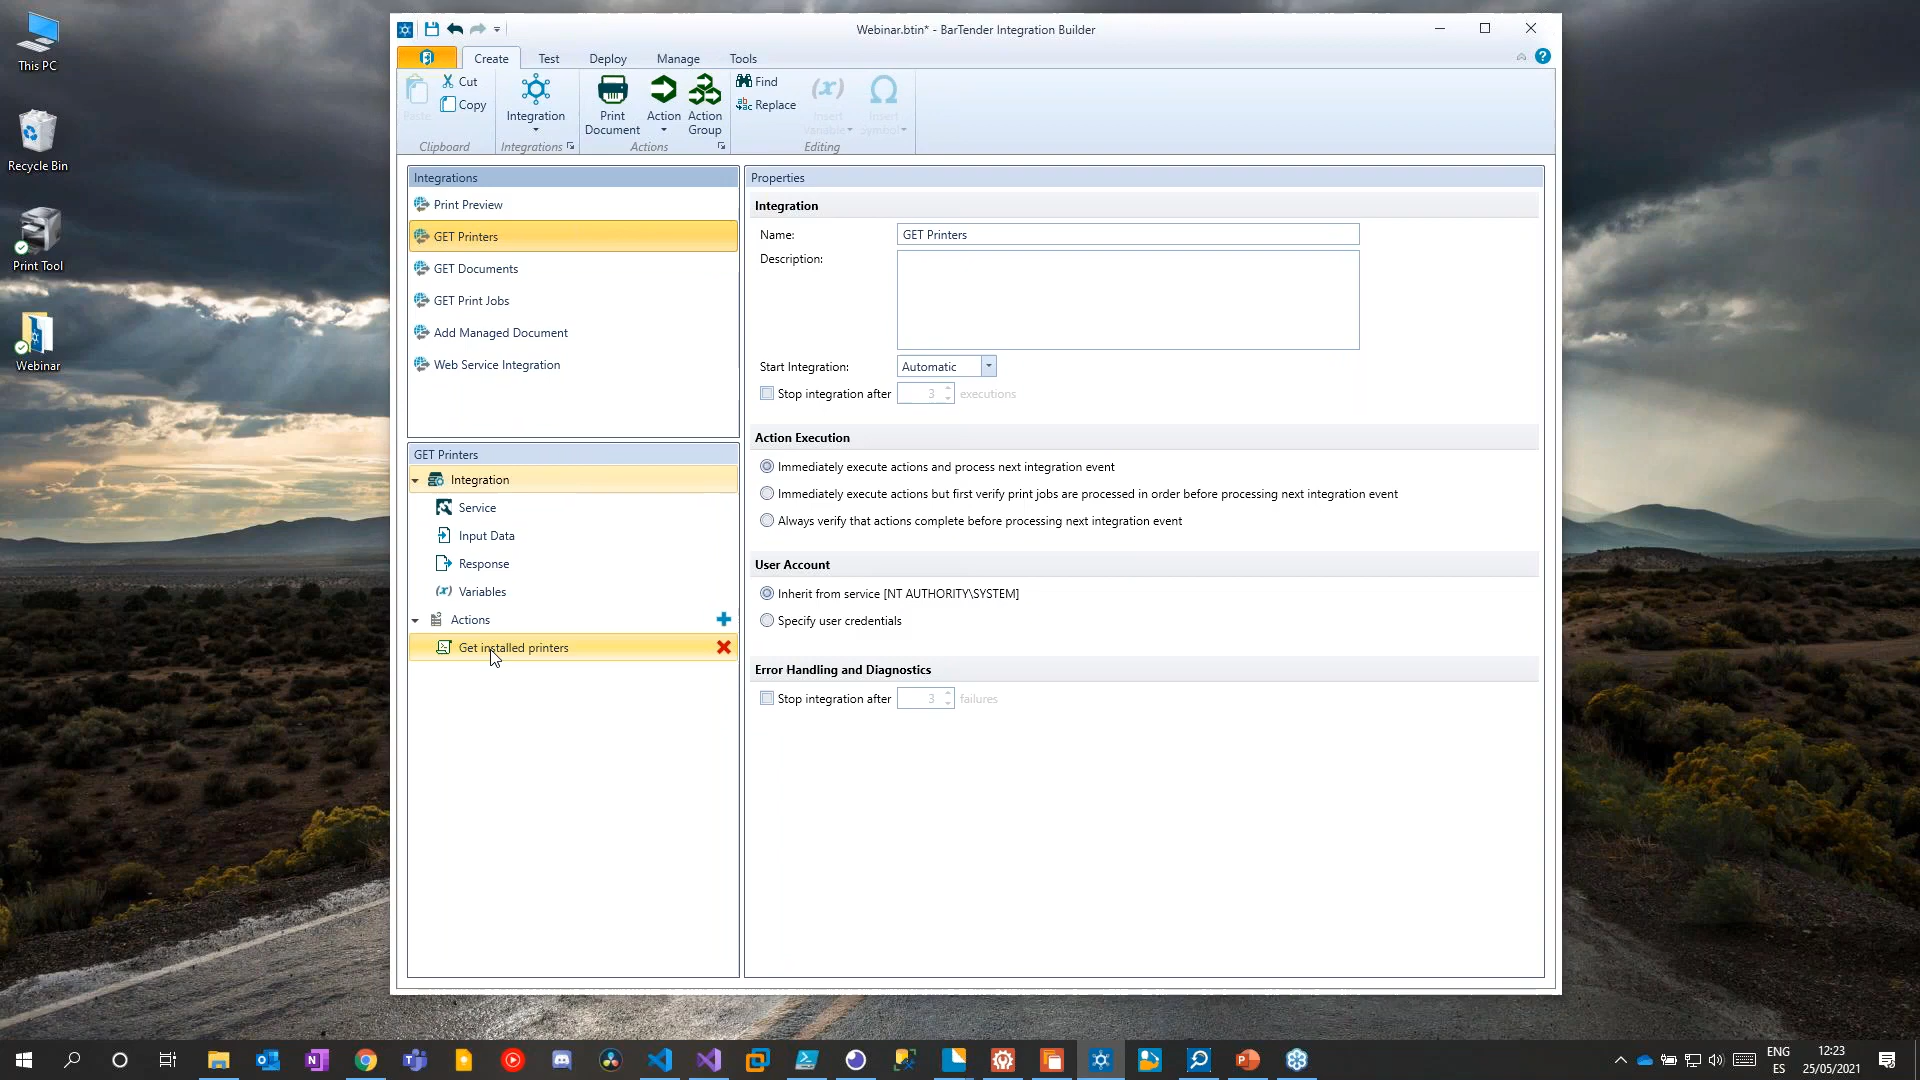 This PC
Recycle Bin
Print Tool
Webinar
Webinar.btin* - BarTender Integration Builder
Create
Test
Deploy
Manage
Tools
Paste
Cut
Copy
Clipboard
Integration
Integrations
Print
Document
Action
Action
Group
Actions
Find
Replace
Insert
Variable
Insert
Symbol
Editing
Integrations
Print Preview
GET Printers
GET Documents
GET Print Jobs
Add Managed Document
Web Service Integration
GET Printers
Integration
Service
Input Data
Response
Variables
Actions
Get installed printers
Properties
Integration
Name:
GET Printers
Description:
Start Integration:
Automatic
Stop integration after
3
executions
Action Execution
Immediately execute actions and process next integration event
Immediately execute actions but first verify print jobs are processed in order before processing next integration event
Always verify that actions complete before processing next integration event
User Account
Inherit from service [NT AUTHORITY\SYSTEM]
Specify user credentials
Error Handling and Diagnostics
Stop integration after
3
failures
ENG
ES
12:23
25/05/2021